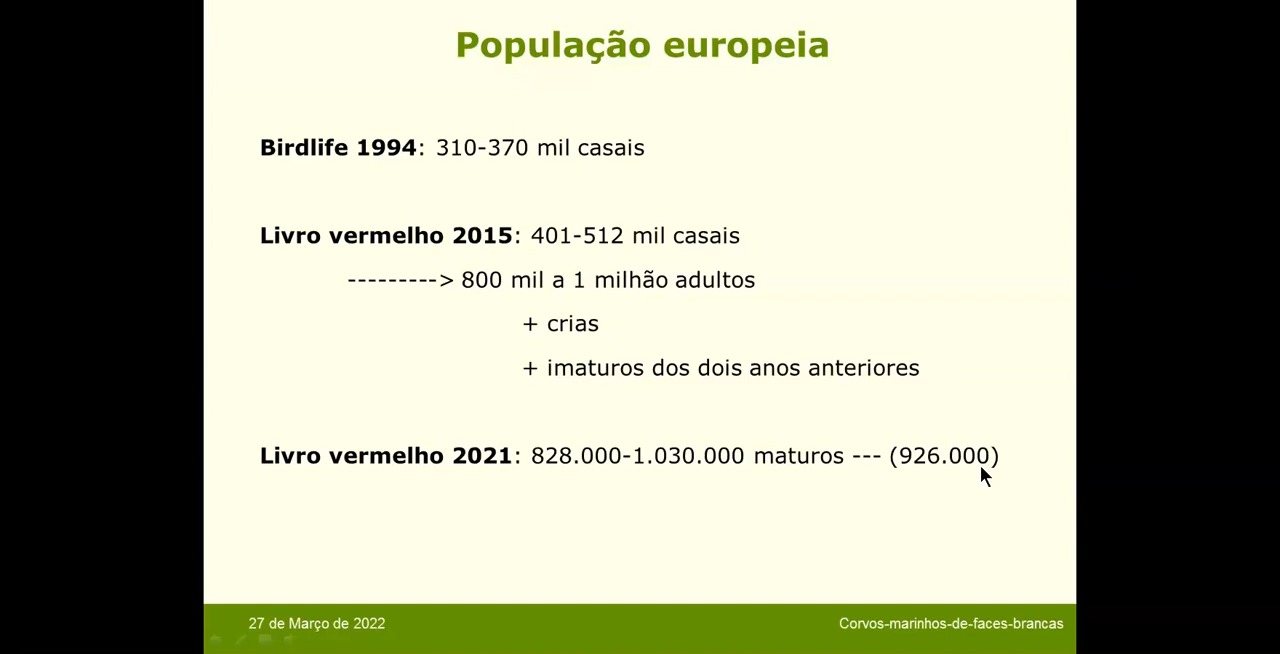 População europeia
Birdlife 1994: 310-370 mil casais
Livro vermelho 2015: 401-512 mil casais
---------> 800 mil a 1 milhão adultos
+ crias
+ imaturos dos dois anos anteriores
Livro vermelho 2021: 828.000-1.030.000 maturos --- (926.000)
27 de Março de 2022
Corvos-marinhos-de-faces-brancas